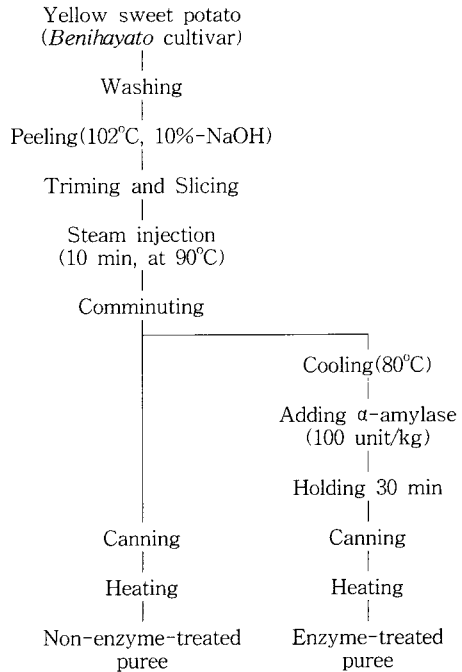 Yellow sweet potato
(Benihayato cultivar)
Washing
Peeling(102°C, 10%-NaOH)
Triming and Slicing
Steam injection
(10 min, at 90°C)
Comminuting
Cooling(80°C)
Adding α-amylase
(100 unit/kg)
Holding 30 min
Canning
Canning
Heating
Heating
Non-enzyme-treated
puree
Enzyme-treated
puree